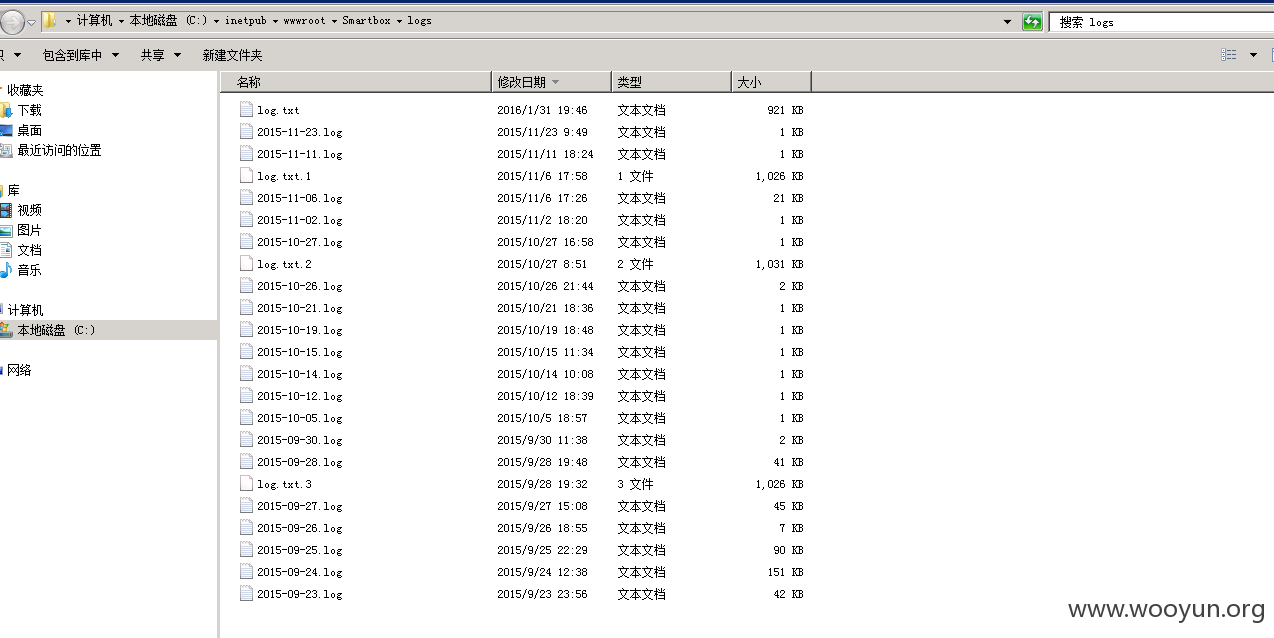 计算机 本地磁盘 (C:) inetpub wwwroot Smartbox logs 搜索 logs
包含到库中 共享 新建文件夹
收藏夹
下载
桌面
最近访问的位置
库
视频
图片
文档
音乐
计算机
本地磁盘 (C:)
网络
名称 修改日期 类型 大小
log.txt 2016/1/31 19:46 文本文档 921 KB
2015-11-23.log 2015/11/23 9:49 文本文档 1 KB
2015-11-11.log 2015/11/11 18:24 文本文档 1 KB
log.txt.1 2015/11/6 17:58 1 文件 1,026 KB
2015-11-06.log 2015/11/6 17:26 文本文档 21 KB
2015-11-02.log 2015/11/2 18:20 文本文档 1 KB
2015-10-27.log 2015/10/27 16:58 文本文档 1 KB
log.txt.2 2015/10/27 8:51 2 文件 1,031 KB
2015-10-26.log 2015/10/26 21:44 文本文档 2 KB
2015-10-21.log 2015/10/21 18:36 文本文档 1 KB
2015-10-19.log 2015/10/19 18:48 文本文档 1 KB
2015-10-15.log 2015/10/15 11:34 文本文档 1 KB
2015-10-14.log 2015/10/14 10:08 文本文档 1 KB
2015-10-12.log 2015/10/12 18:39 文本文档 1 KB
2015-10-05.log 2015/10/5 18:57 文本文档 1 KB
2015-09-30.log 2015/9/30 11:38 文本文档 2 KB
2015-09-28.log 2015/9/28 19:48 文本文档 41 KB
log.txt.3 2015/9/28 19:32 3 文件 1,026 KB
2015-09-27.log 2015/9/27 15:08 文本文档 45 KB
2015-09-26.log 2015/9/26 18:55 文本文档 7 KB
2015-09-25.log 2015/9/25 22:29 文本文档 90 KB
2015-09-24.log 2015/9/24 12:38 文本文档 151 KB
2015-09-23.log 2015/9/23 23:56 文本文档 42 KB
www.wooyun.org